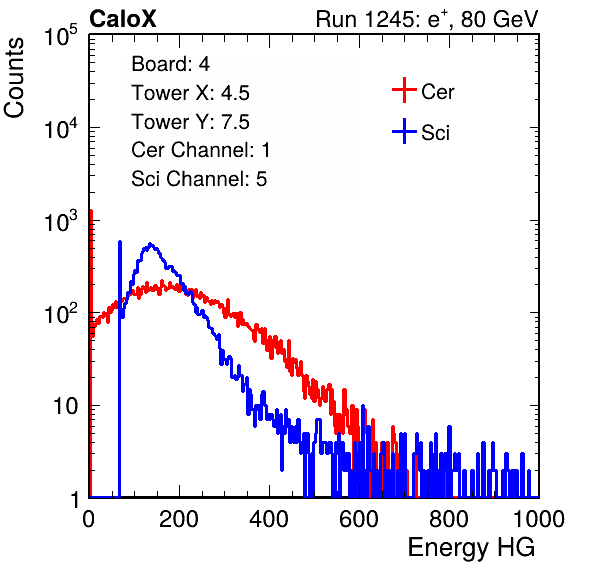 CaloX Run 1245: e⁺, 80 GeV
Counts
Board: 4
Tower X: 4.5
Tower Y: 7.5
Cer Channel: 1
Sci Channel: 5
Cer
Sci
10⁵
10⁴
10³
10²
10
1
0 200 400 600 800 1000
Energy HG